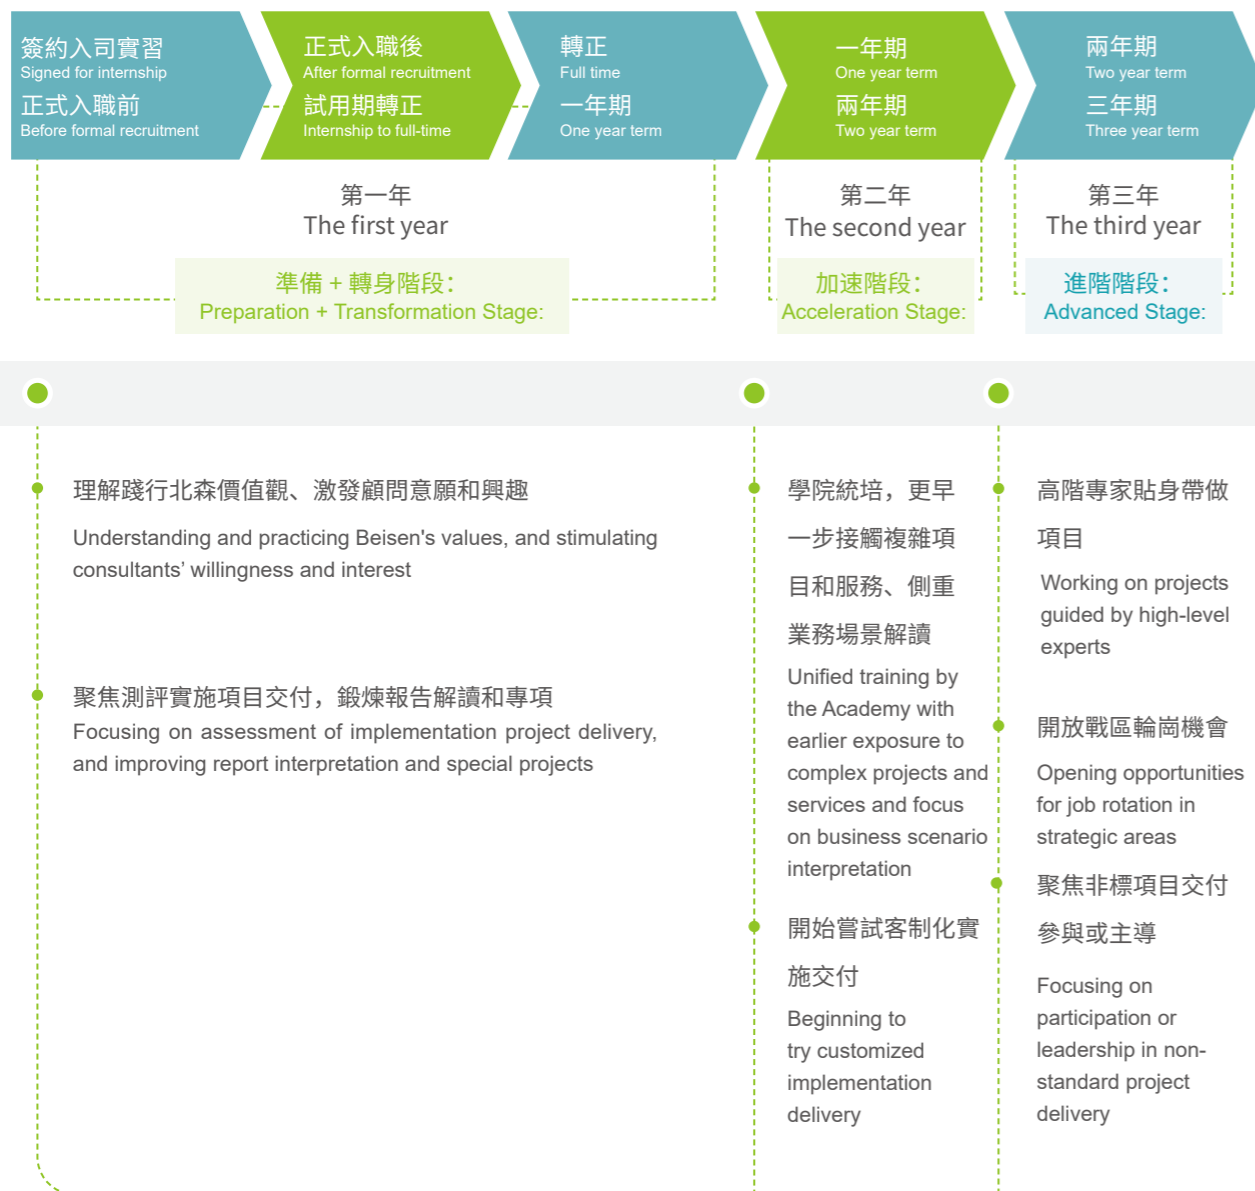 簽約入司實習
Signed for internship
正式入職前
Before formal recruitment
正式入職後
After formal recruitment
試用期轉正
Internship to full-time
轉正
Full time
一年期
One year term
一年期
One year term
兩年期
Two year term
兩年期
Two year term
三年期
Three year term
第一年
The first year
準備 + 轉身階段：
Preparation + Transformation Stage:
第二年
The second year
加速階段：
Acceleration Stage:
第三年
The third year
進階階段：
Advanced Stage:
理解踐行北森價值觀、激發顧問意願和興趣
Understanding and practicing Beisen's values, and stimulating
consultants’ willingness and interest
聚焦測評實施項目交付，鍛煉報告解讀和專項
Focusing on assessment of implementation project delivery,
and improving report interpretation and special projects
學院統培，更早
一步接觸複雜項
目和服務、側重
業務場景解讀
Unified training by
the Academy with
earlier exposure to
complex projects and
services and focus
on business scenario
interpretation
開始嘗試客制化實
施交付
Beginning to
try customized
implementation
delivery
高階專家貼身帶做
項目
Working on projects
guided by high-level
experts
開放戰區輪崗機會
Opening opportunities
for job rotation in
strategic areas
聚焦非標項目交付
參與或主導
Focusing on
participation or
leadership in non-
standard project
delivery